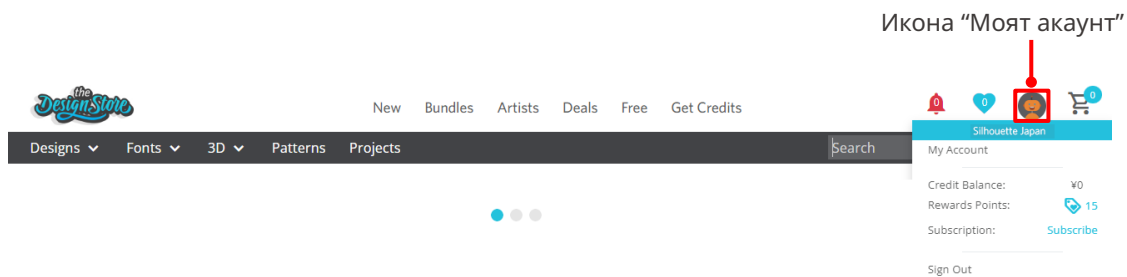 Икона “Моят акаунт”
the
Design Store
New Bundles Artists Deals Free Get Credits
0 0 0
Silhouette Japan
Designs Fonts 3D Patterns Projects
Search
My Account
Credit Balance: ¥0
Rewards Points: 15
Subscription: Subscribe
Sign Out